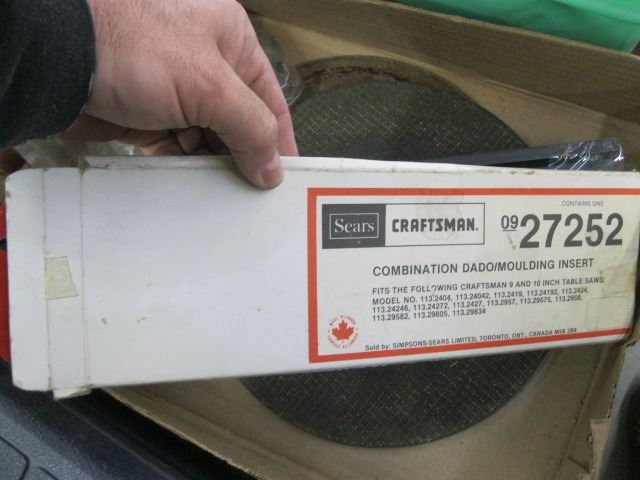 CONTAINS ONE
Sears CRAFTSMAN. 09 27252
COMBINATION DADO/MOULDING INSERT
FITS THE FOLLOWING CRAFTSMAN 9 AND 10 INCH TABLE SAWS:
MODEL NO. 113.2404, 113.24042, 113.2419, 113.24192, 113.2424,
113.24246, 113.24272, 113.2427, 113.2957, 113.29575, 113.2958,
113.29582, 113.29805, 113.29834
Sold by: SIMPSONS-SEARS LIMITED, TORONTO, ONT., CANADA M5B 2B8
MADE IN CANADA